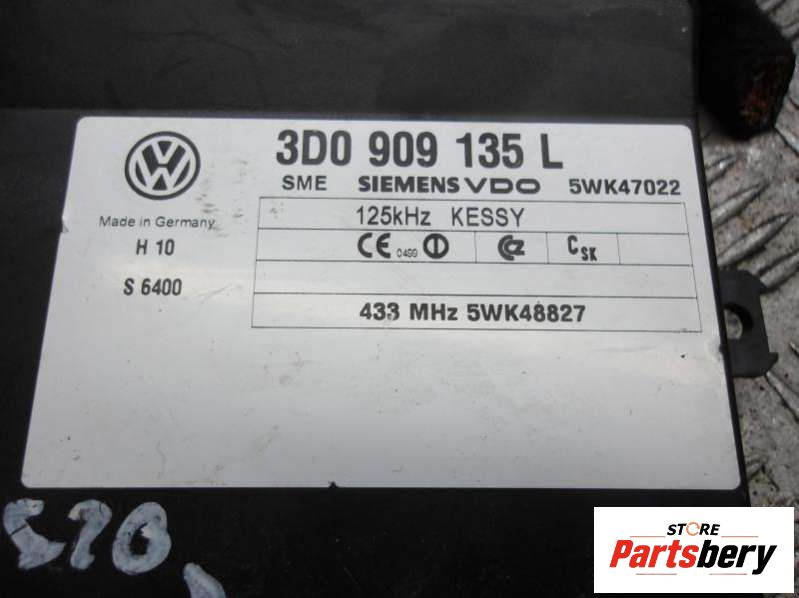 3D0 909 135 L
SME SIEMENS VDO 5WK47022
Made in Germany
125kHz KESSY
H 10
CE 0499
CSK
S 6400
433 MHz 5WK48827
STORE
Partsbery